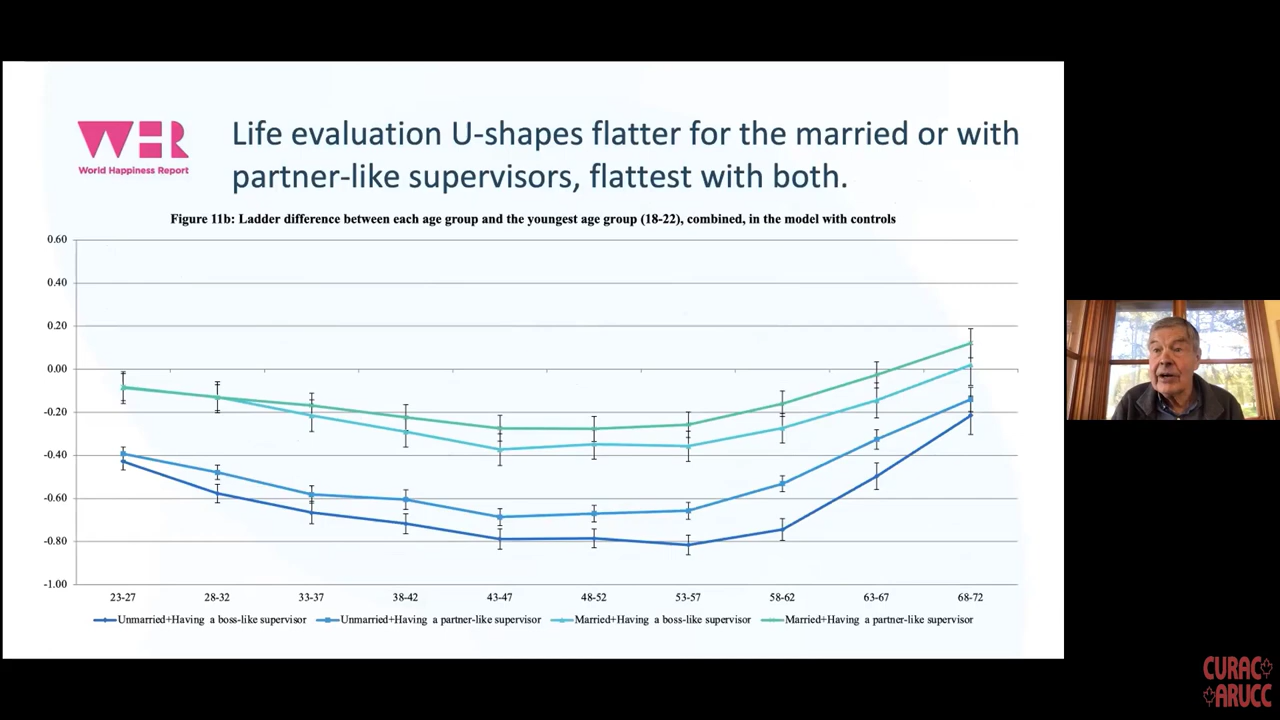 WHR
World Happiness Report
Life evaluation U-shapes flatter for the married or with
partner-like supervisors, flattest with both.
Figure 11b: Ladder difference between each age group and the youngest age group (18-22), combined, in the model with controls
0.60
0.40
0.20
0.00
-0.20
-0.40
-0.60
-0.80
-1.00
23-27 28-32 33-37 38-42 43-47 48-52 53-57 58-62 63-67 68-72
Unmarried+Having a boss-like supervisor Unmarried+Having a partner-like supervisor Married+Having a boss-like supervisor Married+Having a partner-like supervisor
CURAC
ARUCC